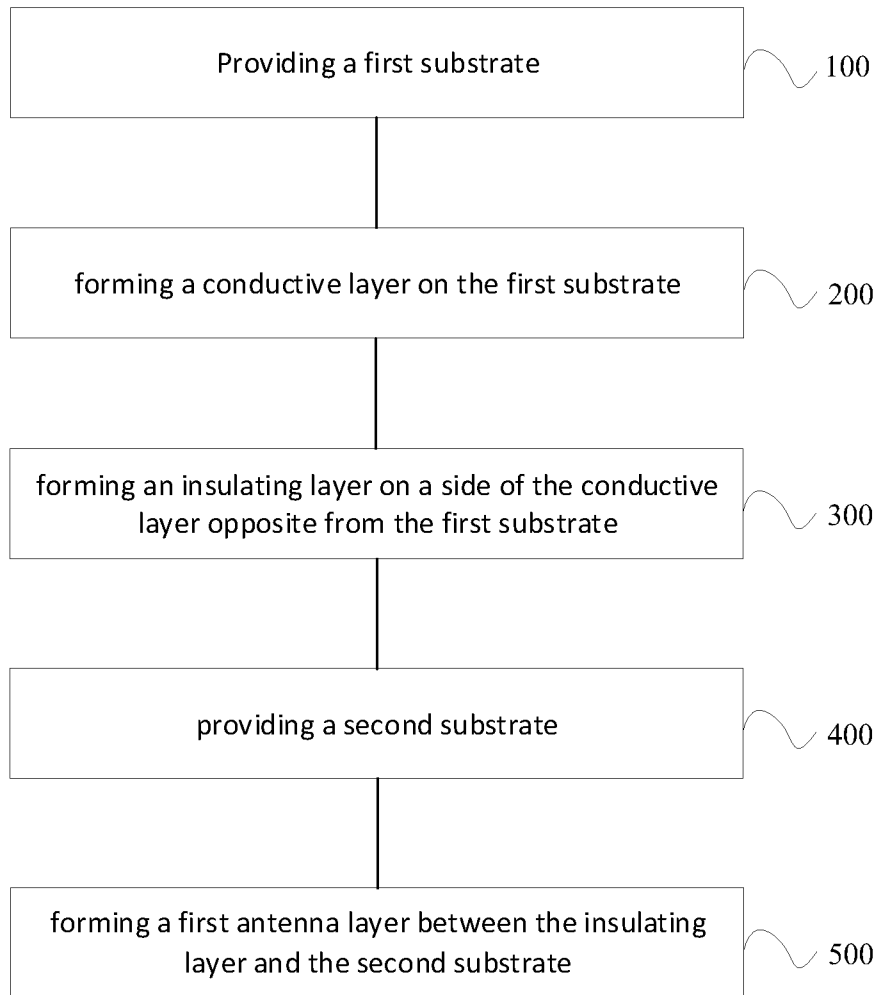 Providing a first substrate
100
forming a conductive layer on the first substrate
200
forming an insulating layer on a side of the conductive
layer opposite from the first substrate
300
providing a second substrate
400
forming a first antenna layer between the insulating
layer and the second substrate
500